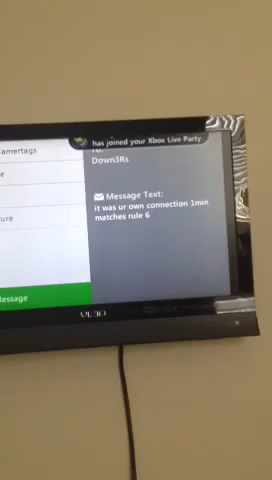 has joined your Xbox Live Party
To:
Down3Rs
Message Text:
it was ur own connection 1min
matches rule 6
amertags
e
ure
essage
VIZIO